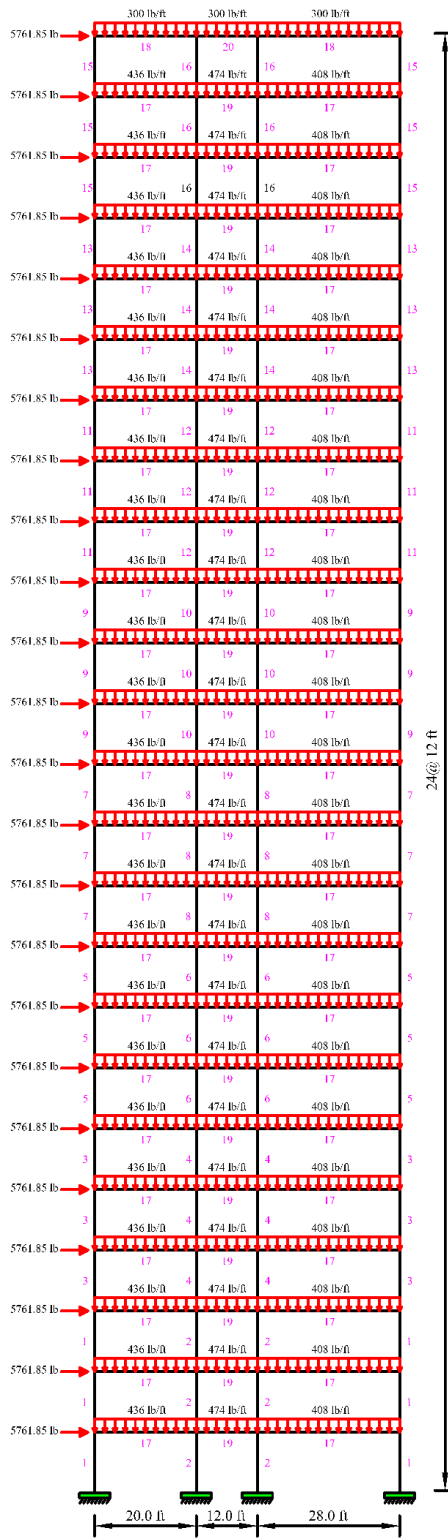 300 lb/ft 300 lb/ft 300 lb/ft
5761.85 lb
18 20 18
15 436 lb/ft 16 474 lb/ft 16 408 lb/ft 15
5761.85 lb
17 19 17
15 436 lb/ft 16 474 lb/ft 16 408 lb/ft 15
5761.85 lb
17 19 17
15 436 lb/ft 16 474 lb/ft 16 408 lb/ft 15
5761.85 lb
17 19 17
13 436 lb/ft 14 474 lb/ft 14 408 lb/ft 13
5761.85 lb
17 19 17
13 436 lb/ft 14 474 lb/ft 14 408 lb/ft 13
5761.85 lb
17 19 17
13 436 lb/ft 14 474 lb/ft 14 408 lb/ft 13
5761.85 lb
17 19 17
11 436 lb/ft 12 474 lb/ft 12 408 lb/ft 11
5761.85 lb
17 19 17
11 436 lb/ft 12 474 lb/ft 12 408 lb/ft 11
5761.85 lb
17 19 17
11 436 lb/ft 12 474 lb/ft 12 408 lb/ft 11
5761.85 lb
17 19 17
9 436 lb/ft 10 474 lb/ft 10 408 lb/ft 9
5761.85 lb
17 19 17
9 436 lb/ft 10 474 lb/ft 10 408 lb/ft 9
5761.85 lb
17 19 17
9 436 lb/ft 10 474 lb/ft 10 408 lb/ft 9
5761.85 lb
17 19 17
7 436 lb/ft 8 474 lb/ft 8 408 lb/ft 7
5761.85 lb
17 19 17
7 436 lb/ft 8 474 lb/ft 8 408 lb/ft 7
5761.85 lb
17 19 17
7 436 lb/ft 8 474 lb/ft 8 408 lb/ft 7
5761.85 lb
17 19 17
5 436 lb/ft 6 474 lb/ft 6 408 lb/ft 5
5761.85 lb
17 19 17
5 436 lb/ft 6 474 lb/ft 6 408 lb/ft 5
5761.85 lb
17 19 17
5 436 lb/ft 6 474 lb/ft 6 408 lb/ft 5
5761.85 lb
17 19 17
3 436 lb/ft 4 474 lb/ft 4 408 lb/ft 3
5761.85 lb
17 19 17
3 436 lb/ft 4 474 lb/ft 4 408 lb/ft 3
5761.85 lb
17 19 17
3 436 lb/ft 4 474 lb/ft 4 408 lb/ft 3
5761.85 lb
17 19 17
1 436 lb/ft 2 474 lb/ft 2 408 lb/ft 1
5761.85 lb
17 19 17
1 436 lb/ft 2 474 lb/ft 2 408 lb/ft 1
5761.85 lb
17 19 17
1 2 2 1
20.0 ft 12.0 ft 28.0 ft
24@ 12 ft